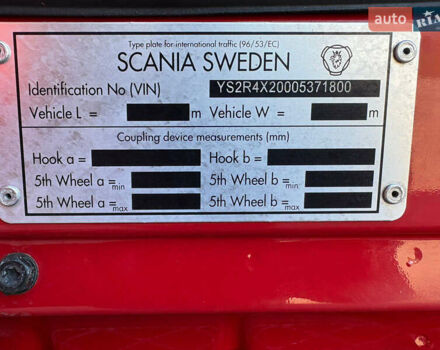 auto RIA
Type plate for international traffic (96/53/EC)
SCANIA SWEDEN
Identification No (VIN) YS2R4X20005371800
Vehicle L = m Vehicle W = m
Coupling device measurements (mm)
Hook a = Hook b =
5th Wheel a =min 5th Wheel b =min
5th Wheel a =max 5th Wheel b =max